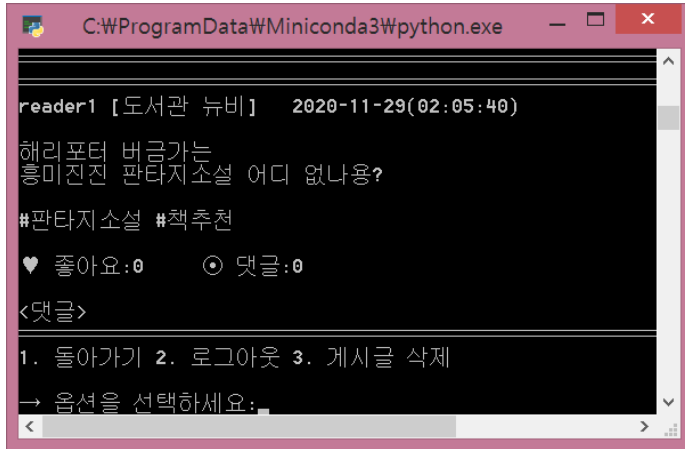 C:₩ProgramData₩Miniconda3₩python.exe
reader1 [도서관 뉴비] 2020-11-29(02:05:40)
해리포터 버금가는
흥미진진 판타지소설 어디 없나용?
#판타지소설 #책추천
♥ 좋아요:0 ⊙ 댓글:0
<댓글>
1. 돌아가기 2. 로그아웃 3. 게시글 삭제
→ 옵션을 선택하세요: